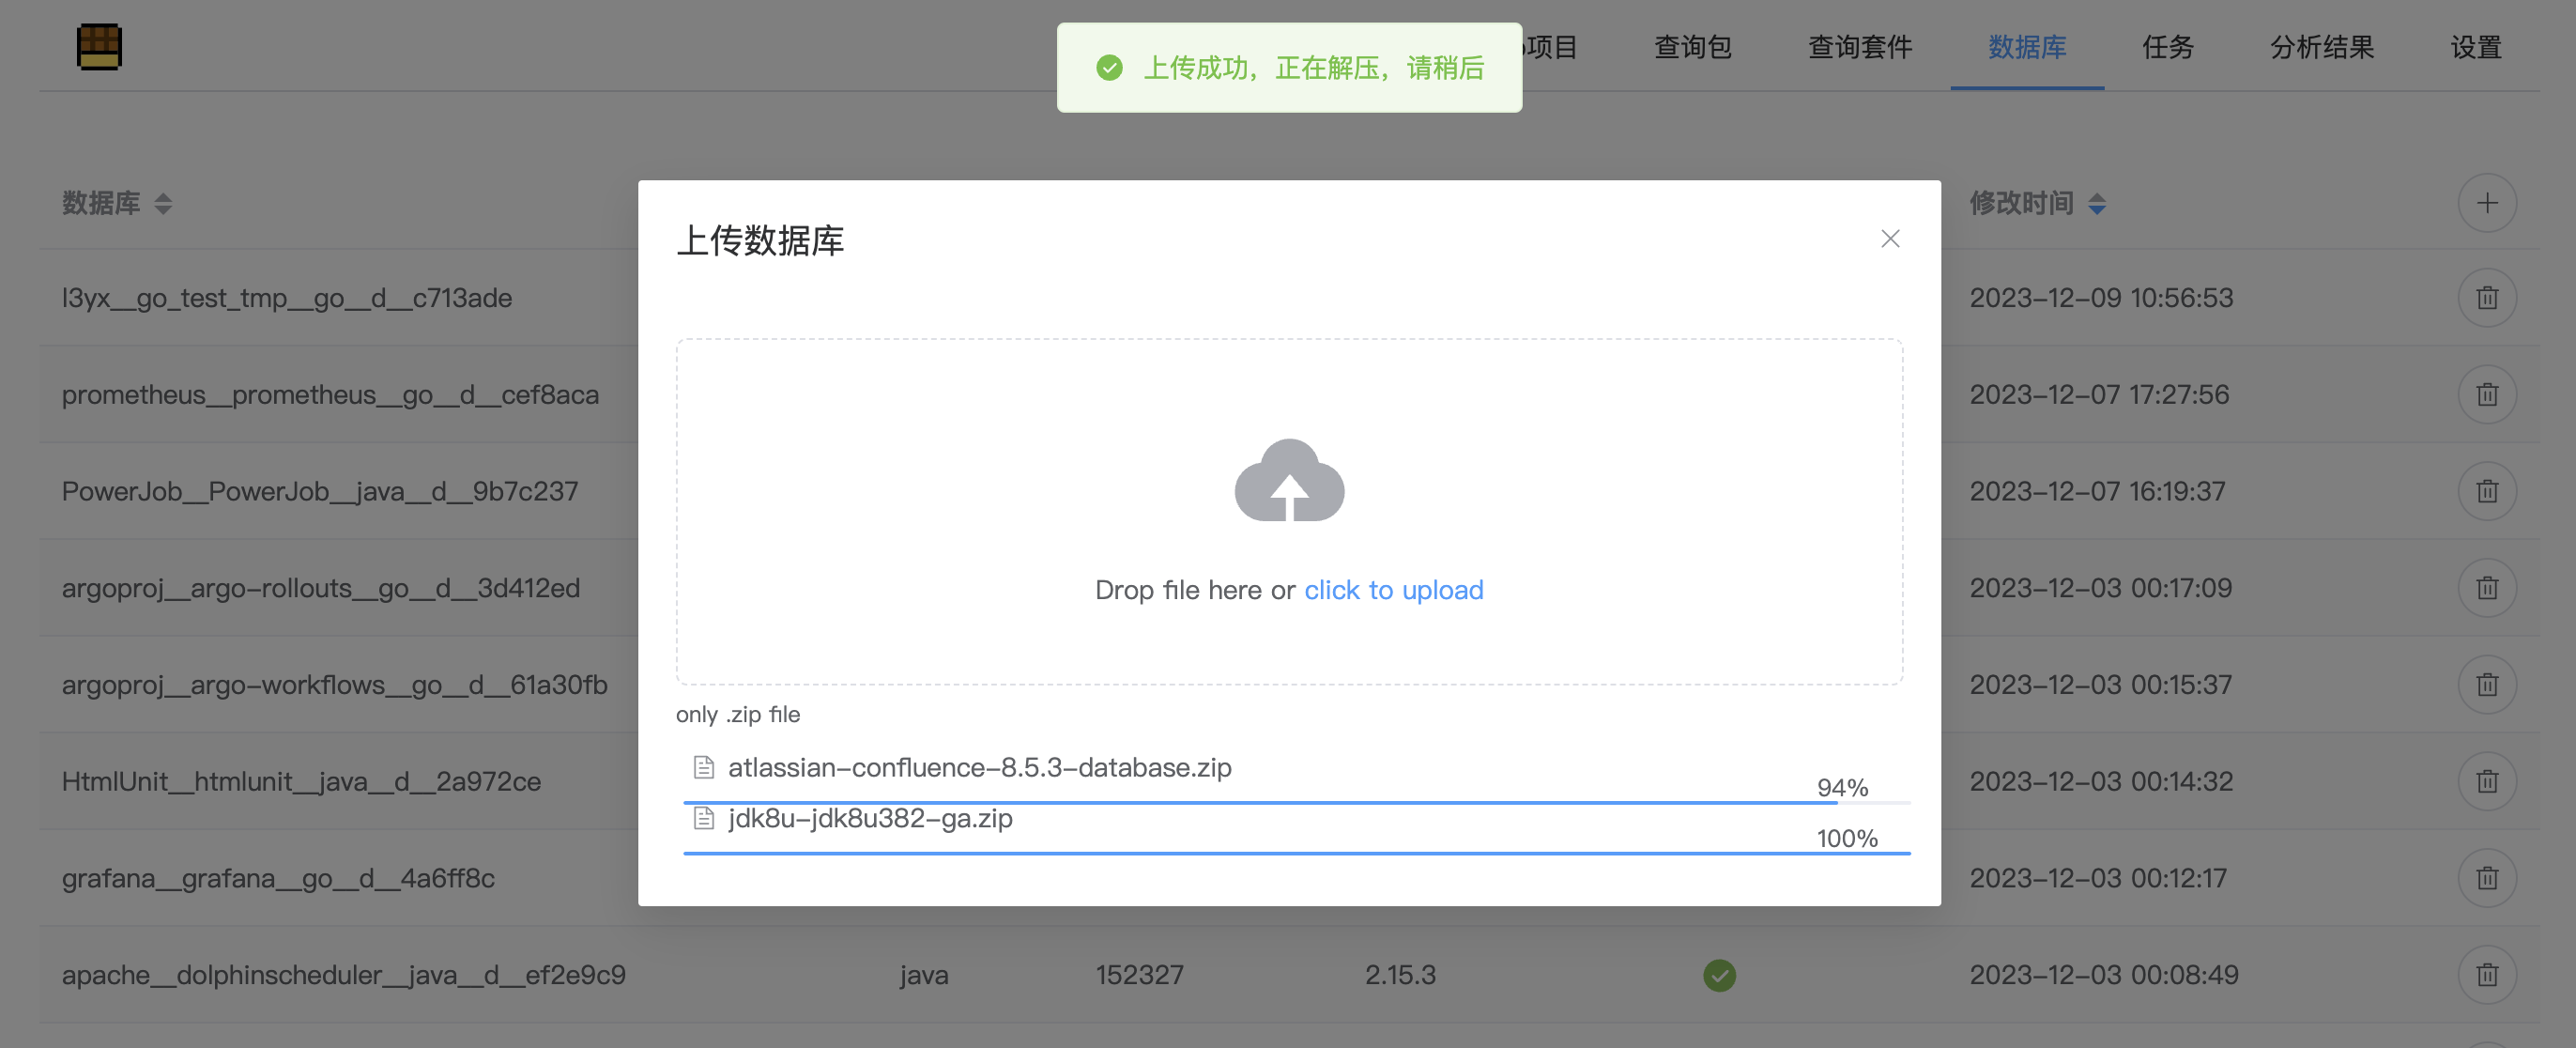 上传成功，正在解压，请稍后
项目
查询包
查询套件
数据库
任务
分析结果
设置
数据库
修改时间
上传数据库
Drop file here or click to upload
only .zip file
atlassian-confluence-8.5.3-database.zip
94%
jdk8u-jdk8u382-ga.zip
100%
l3yx__go_test_tmp__go__d__c713ade
2023-12-09 10:56:53
prometheus__prometheus__go__d__cef8aca
2023-12-07 17:27:56
PowerJob__PowerJob__java__d__9b7c237
2023-12-07 16:19:37
argoproj__argo-rollouts__go__d__3d412ed
2023-12-03 00:17:09
argoproj__argo-workflows__go__d__61a30fb
2023-12-03 00:15:37
HtmlUnit__htmlunit__java__d__2a972ce
2023-12-03 00:14:32
grafana__grafana__go__d__4a6ff8c
2023-12-03 00:12:17
apache__dolphinscheduler__java__d__ef2e9c9
java
152327
2.15.3
2023-12-03 00:08:49